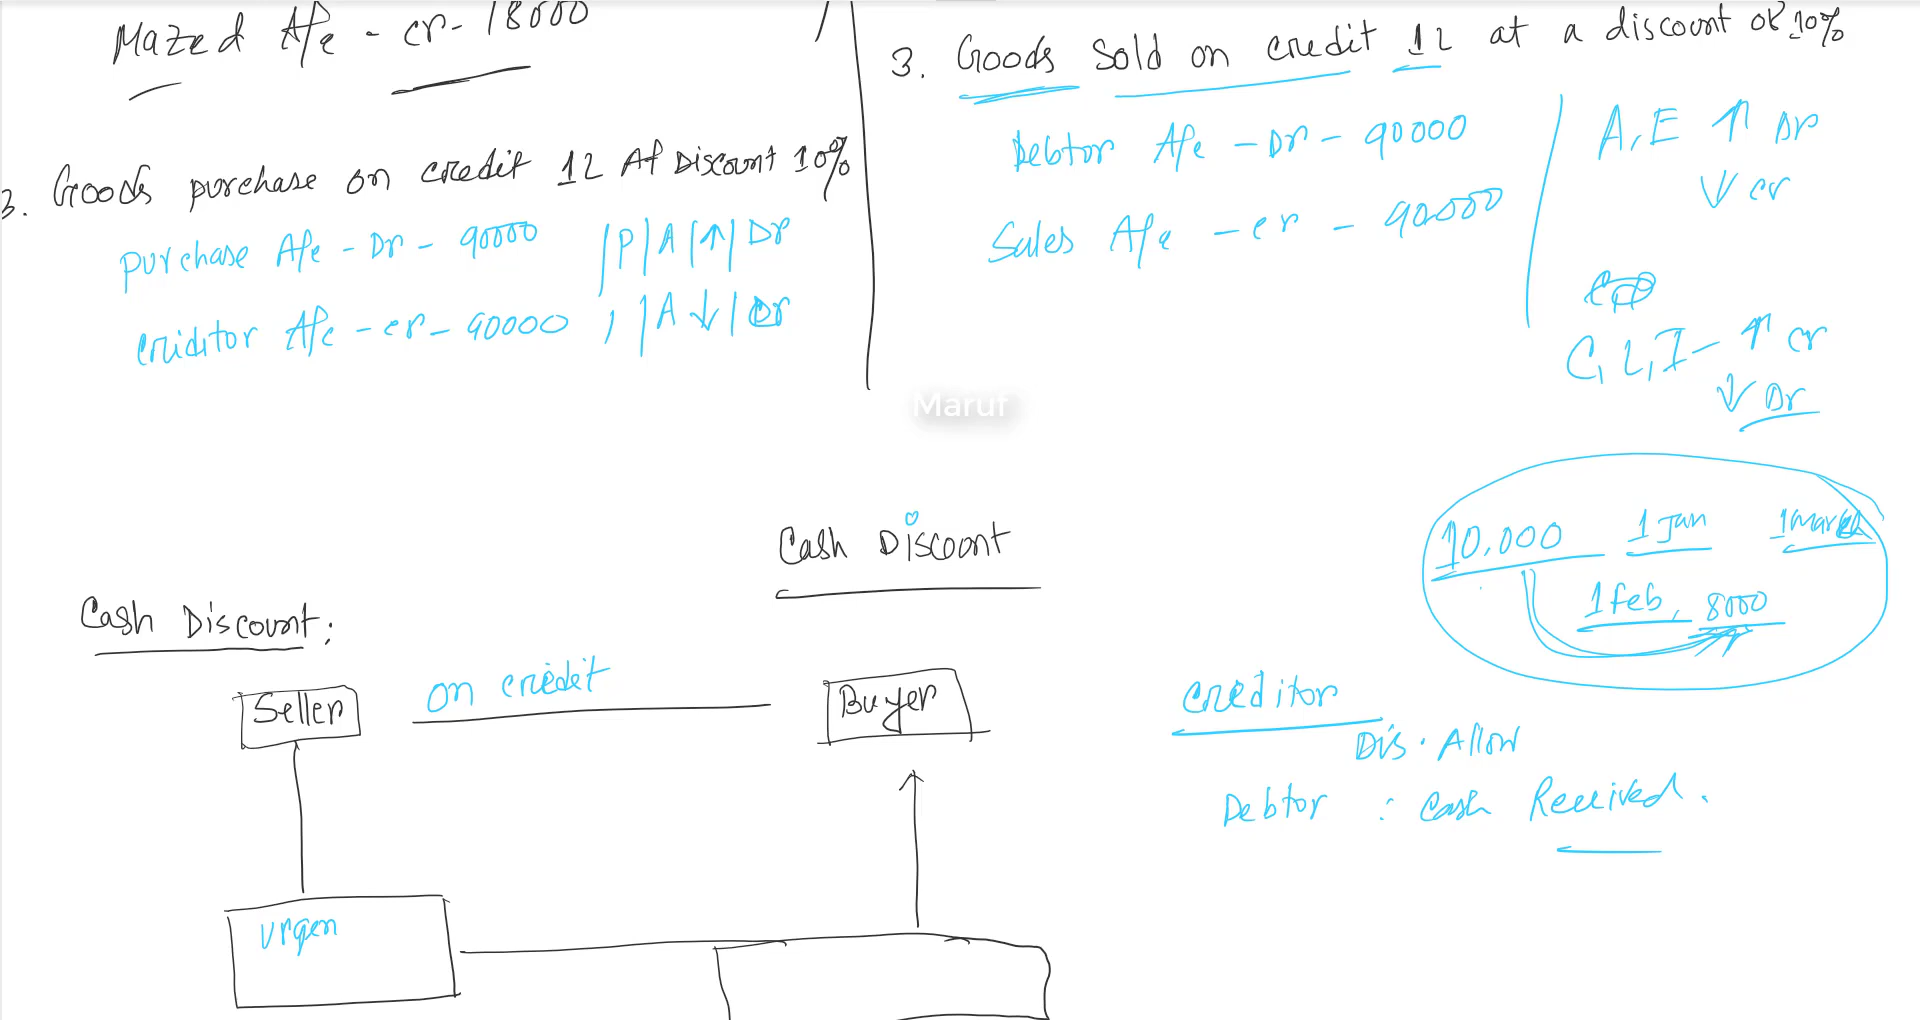 Mazed A/c - cr - 18000
3. Goods purchase on credit 12 At Discount 10%
purchase A/c - Dr - 90000 |P|A|↑| Dr
criditor A/c - cr - 90000 , |A ↓| Dr
3. Goods sold on credit 12 at a discount of 10%
Debtor A/c - Dr - 90000
Sales A/c - cr - 90000
A, E ↑ Dr
↓ cr
C, L, I - ↑ cr
↓ Dr
Maruf
Cash Discount
Cash Discount:
Seller on credit Buyer
urgen
10,000 1 Jan 1 March
1 feb, 8000
creditor
Dis. Allow
Debtor : Cash Received.